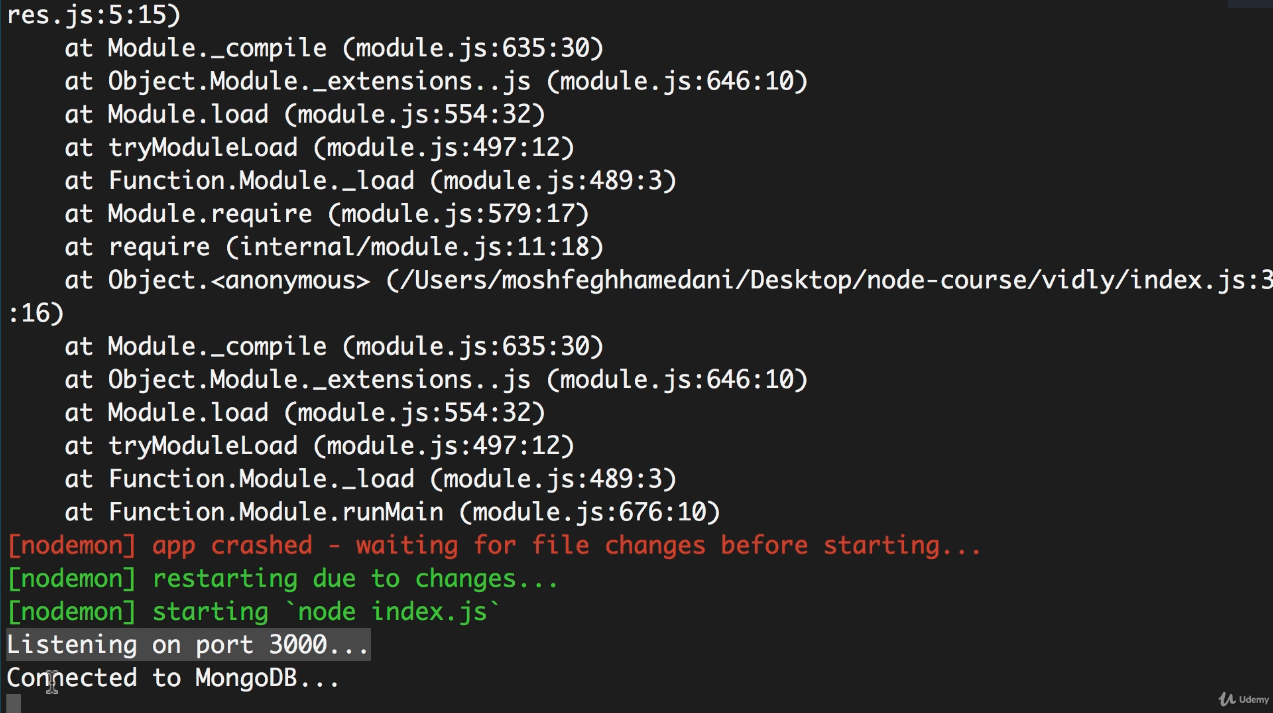 res.js:5:15)
    at Module._compile (module.js:635:30)
    at Object.Module._extensions..js (module.js:646:10)
    at Module.load (module.js:554:32)
    at tryModuleLoad (module.js:497:12)
    at Function.Module._load (module.js:489:3)
    at Module.require (module.js:579:17)
    at require (internal/module.js:11:18)
    at Object.<anonymous> (/Users/moshfeghhamedani/Desktop/node-course/vidly/index.js:3
:16)
    at Module._compile (module.js:635:30)
    at Object.Module._extensions..js (module.js:646:10)
    at Module.load (module.js:554:32)
    at tryModuleLoad (module.js:497:12)
    at Function.Module._load (module.js:489:3)
    at Function.Module.runMain (module.js:676:10)
[nodemon] app crashed - waiting for file changes before starting...
[nodemon] restarting due to changes...
[nodemon] starting `node index.js`
Listening on port 3000...
Connected to MongoDB...
Udemy